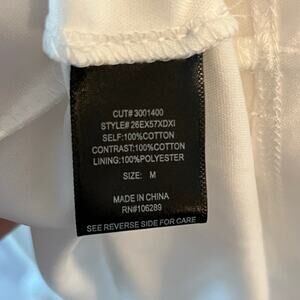 CUT# 3001400
STYLE# 26EX57XDXI
SELF:100%COTTON
CONTRAST:100%COTTON
LINING:100%POLYESTER
SIZE: M
MADE IN CHINA
RN#106289
SEE REVERSE SIDE FOR CARE